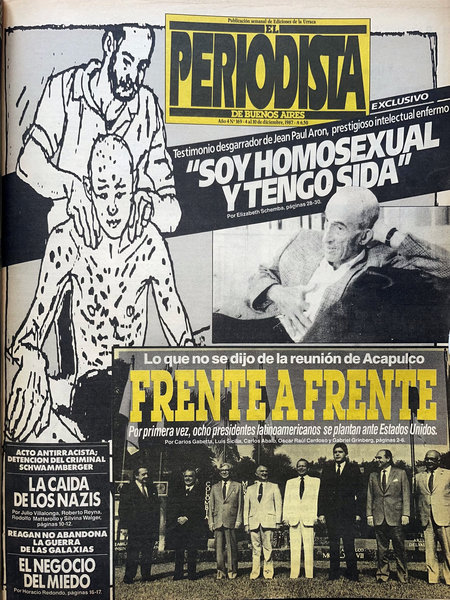 Publicación semanal de Ediciones de la Urraca
EL
PERIODISTA
DE BUENOS AIRES
Año 4 N° 169 · 4 al 10 de diciembre, 1987 · A 4,50
EXCLUSIVO
Testimonio desgarrador de Jean Paul Aron, prestigioso intelectual enfermo
"SOY HOMOSEXUAL
Y TENGO SIDA"
Por Elizabeth Schemba, páginas 28-30.
Lo que no se dijo de la reunión de Acapulco
FRENTE A FRENTE
Por primera vez, ocho presidentes latinoamericanos se plantan ante Estados Unidos.
Por Carlos Gabetta, Luis Sicilia, Carlos Abalo, Oscar Raúl Cardoso y Gabriel Grinberg, páginas 2-6.
ACTO ANTIRRACISTA;
DETENCION DEL CRIMINAL
SCHWAMMBERGER
LA CAIDA
DE LOS NAZIS
Por Julio Villalonga, Roberto Reyna,
Rodolfo Mattarollo y Silvina Walger,
páginas 10-12.
REAGAN NO ABANDONA
LA GUERRA
DE LAS GALAXIAS
EL NEGOCIO
DEL MIEDO
Por Horacio Redondo, páginas 16-17.